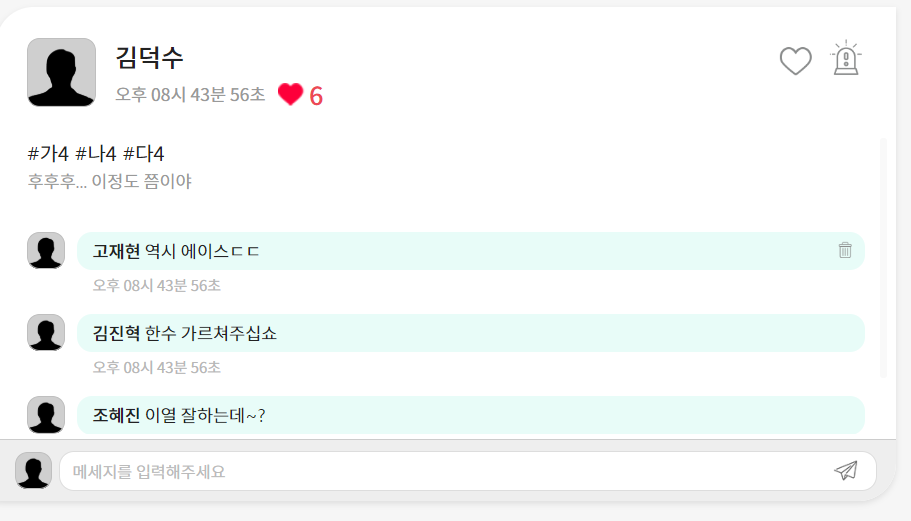 김덕수
오후 08시 43분 56초 6
#가4 #나4 #다4
후후후... 이정도 쯤이야
고재현 역시 에이스ㄷㄷ
오후 08시 43분 56초
김진혁 한수 가르쳐주십쇼
오후 08시 43분 56초
조혜진 이열 잘하는데~?
메세지를 입력해주세요